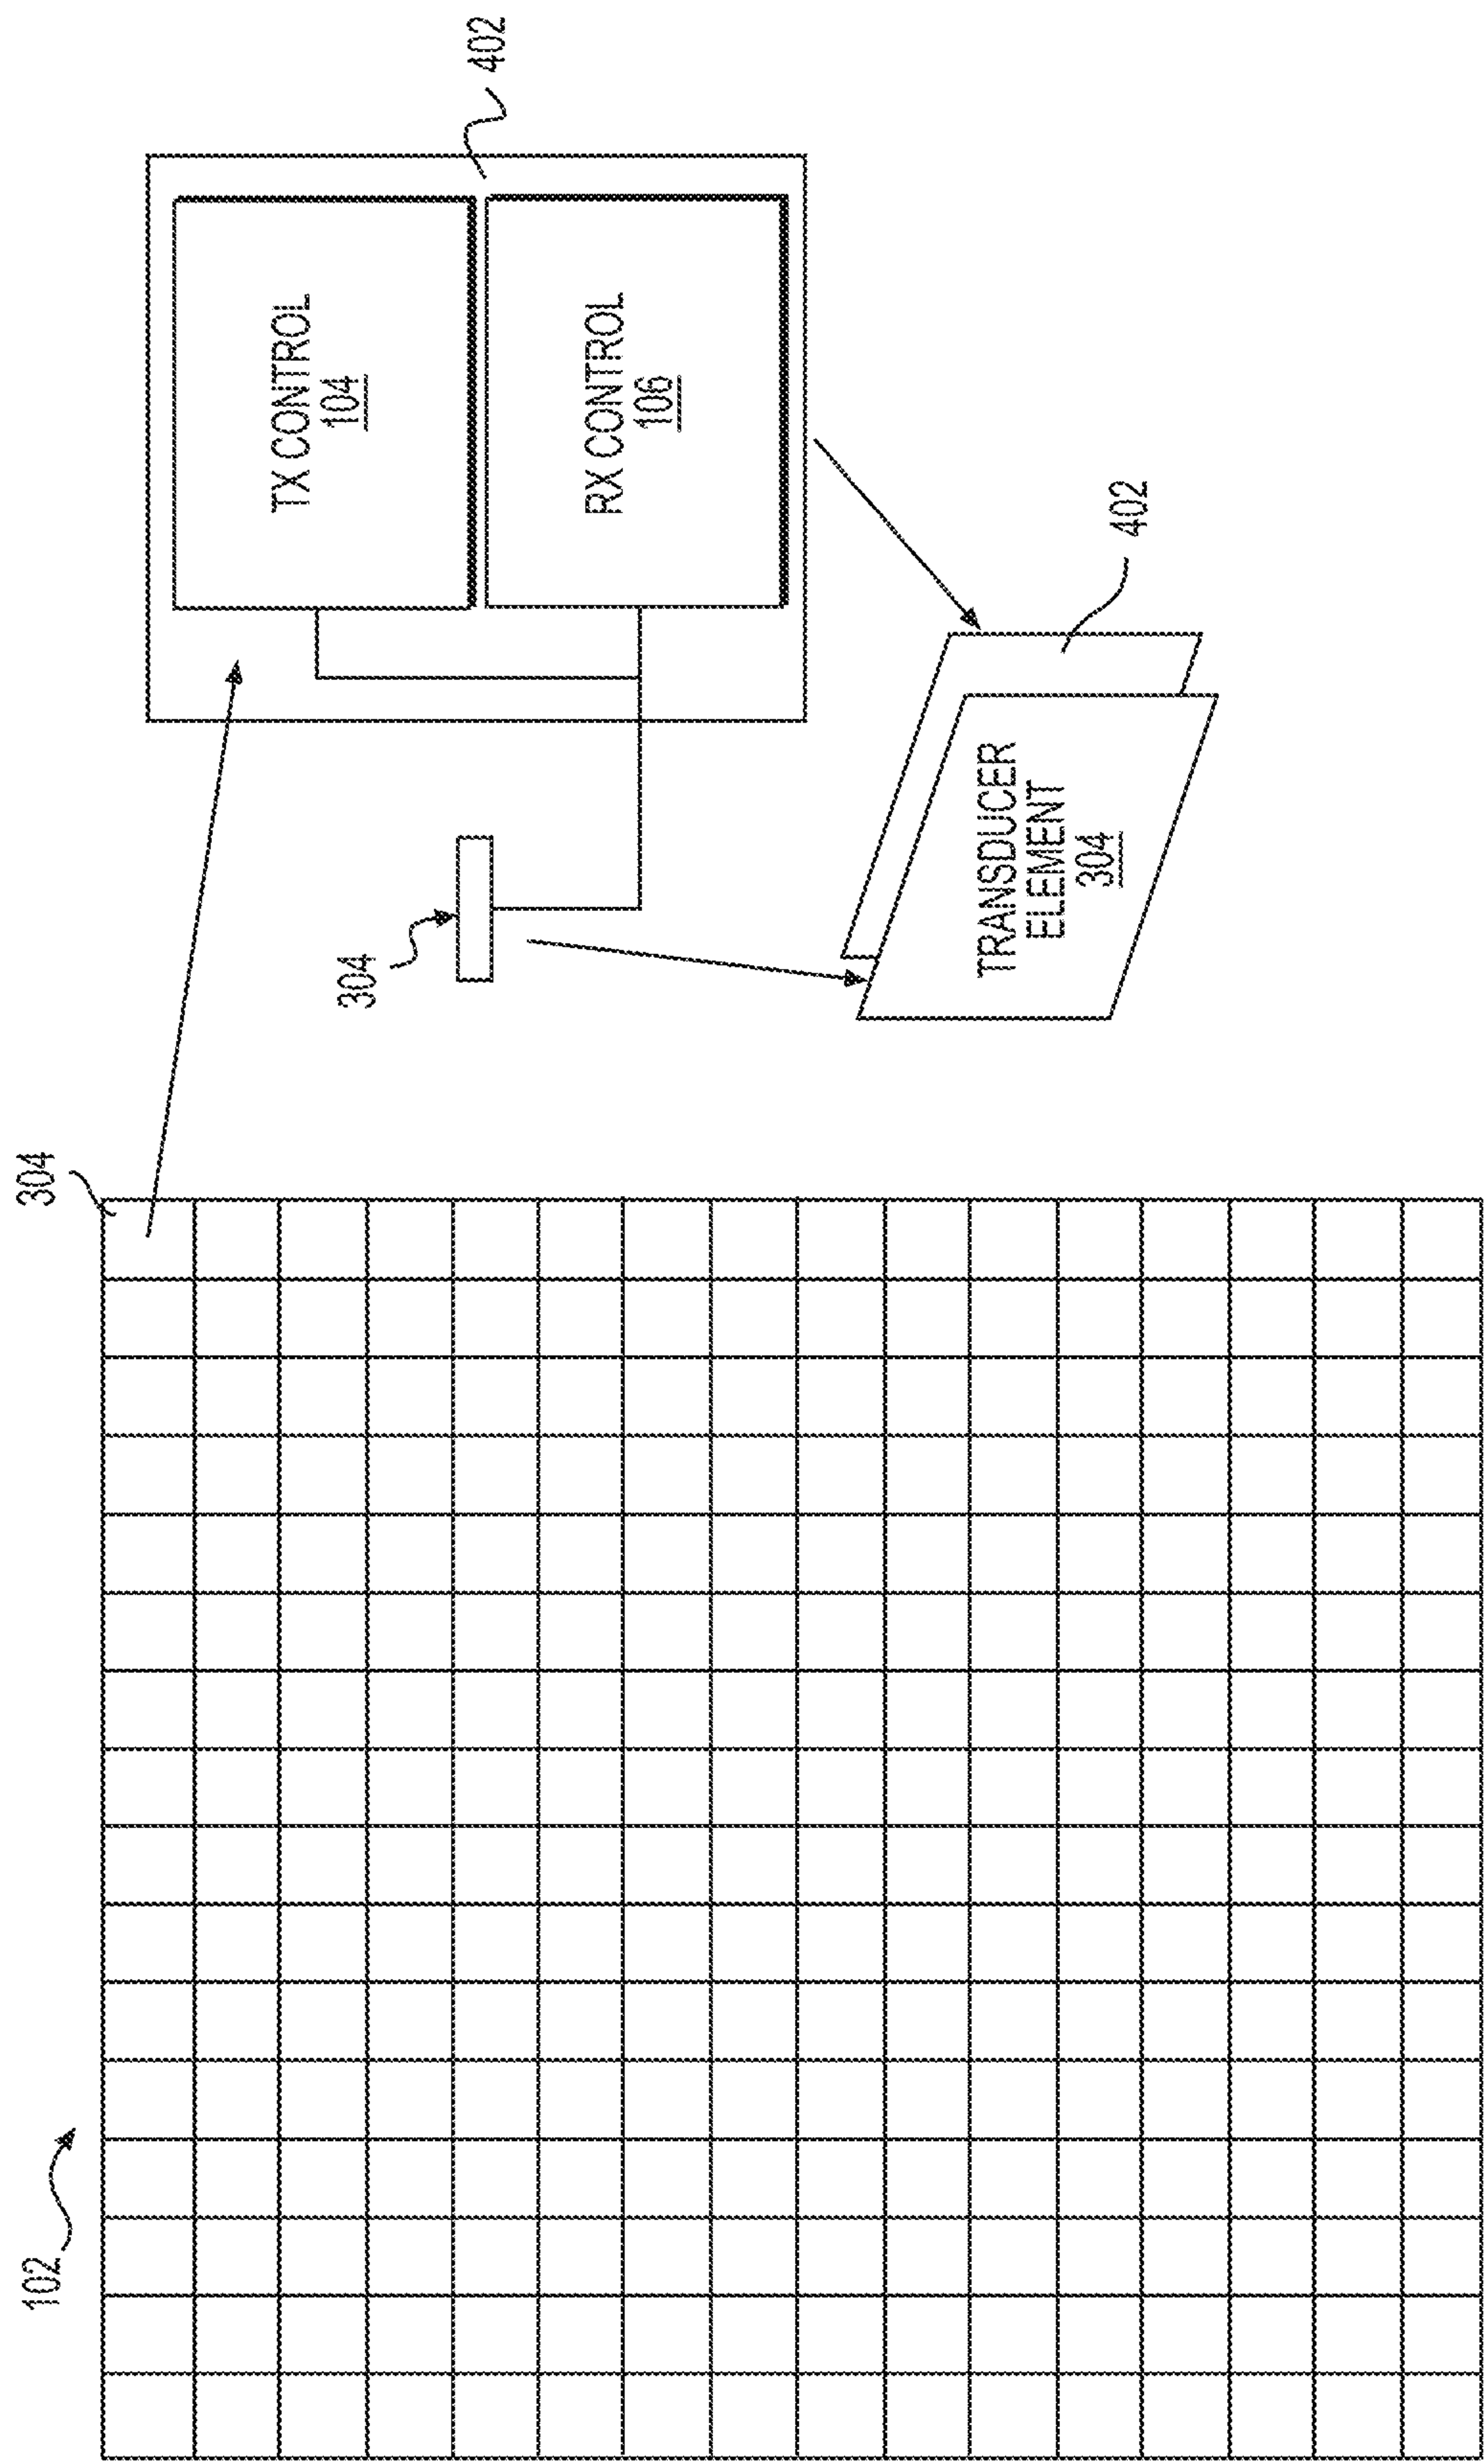 102
304
304
TX CONTROL
104
RX CONTROL
106
402
TRANSDUCER
ELEMENT
304
402